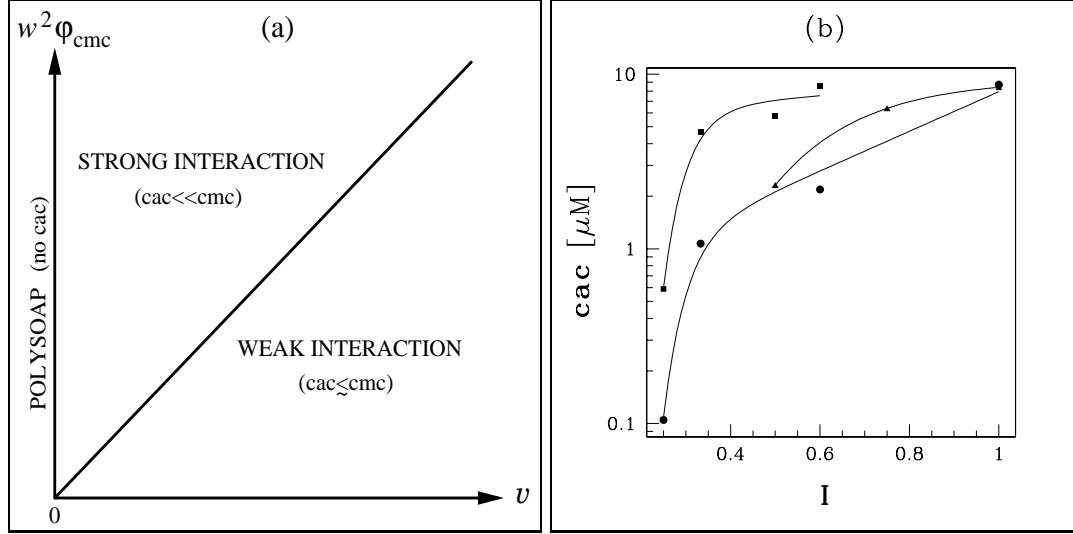 (a)
w²φcmc
STRONG INTERACTION
(cac<<cmc)
POLYSOAP (no cac)
WEAK INTERACTION
(cac≲cmc)
0
v
(b)
10
1
0.1
cac [μM]
0.4
0.6
0.8
1
I